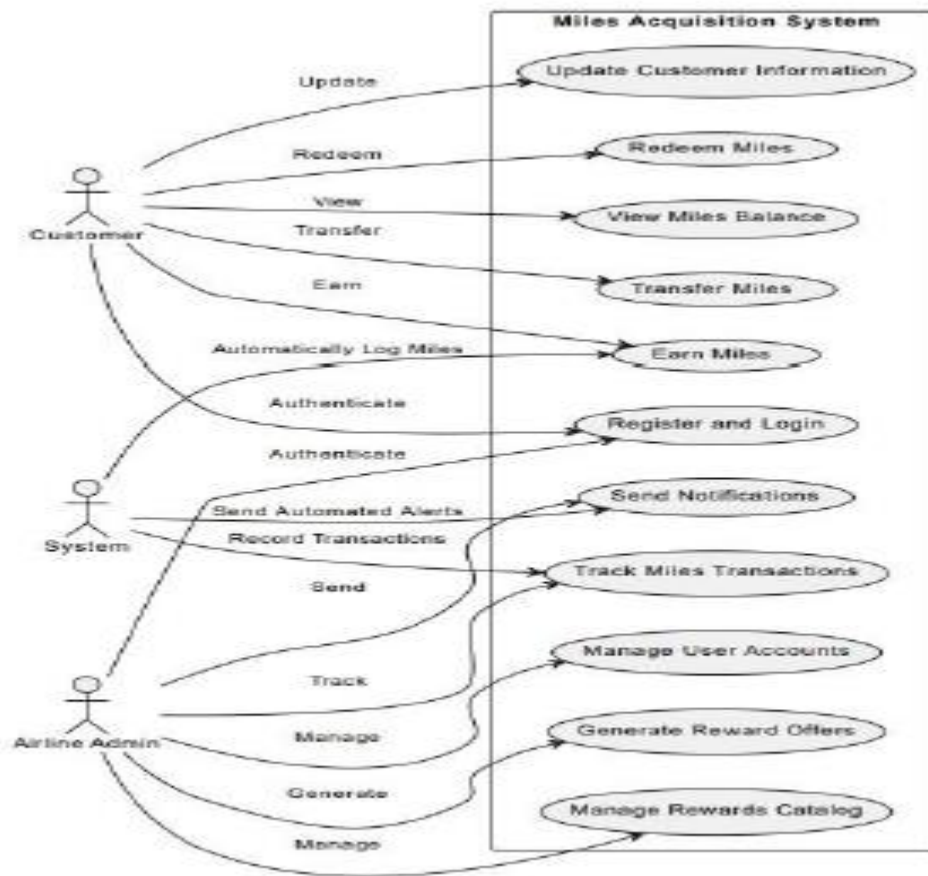 Miles Acquisition System
Update
Update Customer Information
Redeem
Redeem Miles
View
View Miles Balance
Customer
Transfer
Transfer Miles
Earn
Earn Miles
Automatically Log Miles
Authenticate
Register and Login
Authenticate
Send Notifications
Send Automated Alerts
System
Record Transactions
Track Miles Transactions
Send
Manage User Accounts
Track
Airline Admin
Manage
Generate Reward Offers
Generate
Manage Rewards Catalog
Manage